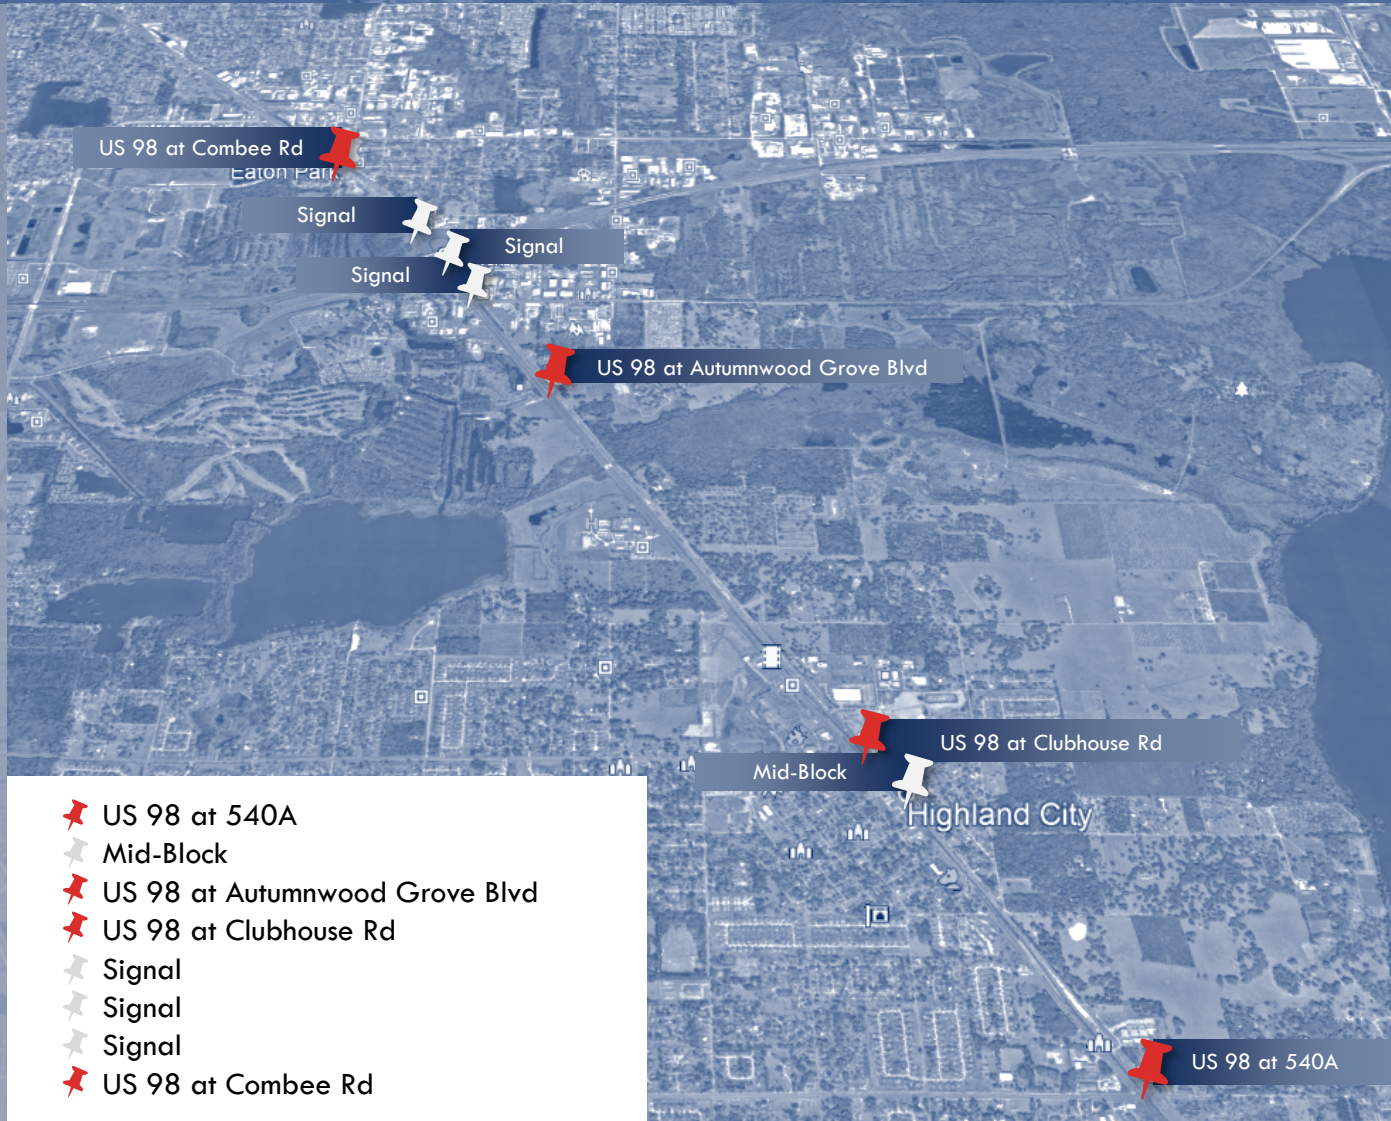 US 98 at Combee Rd
Eaton Park
Signal
Signal
Signal
US 98 at Autumnwood Grove Blvd
US 98 at Clubhouse Rd
Mid-Block
Highland City
US 98 at 540A
US 98 at 540A
Mid-Block
US 98 at Autumnwood Grove Blvd
US 98 at Clubhouse Rd
Signal
Signal
Signal
US 98 at Combee Rd